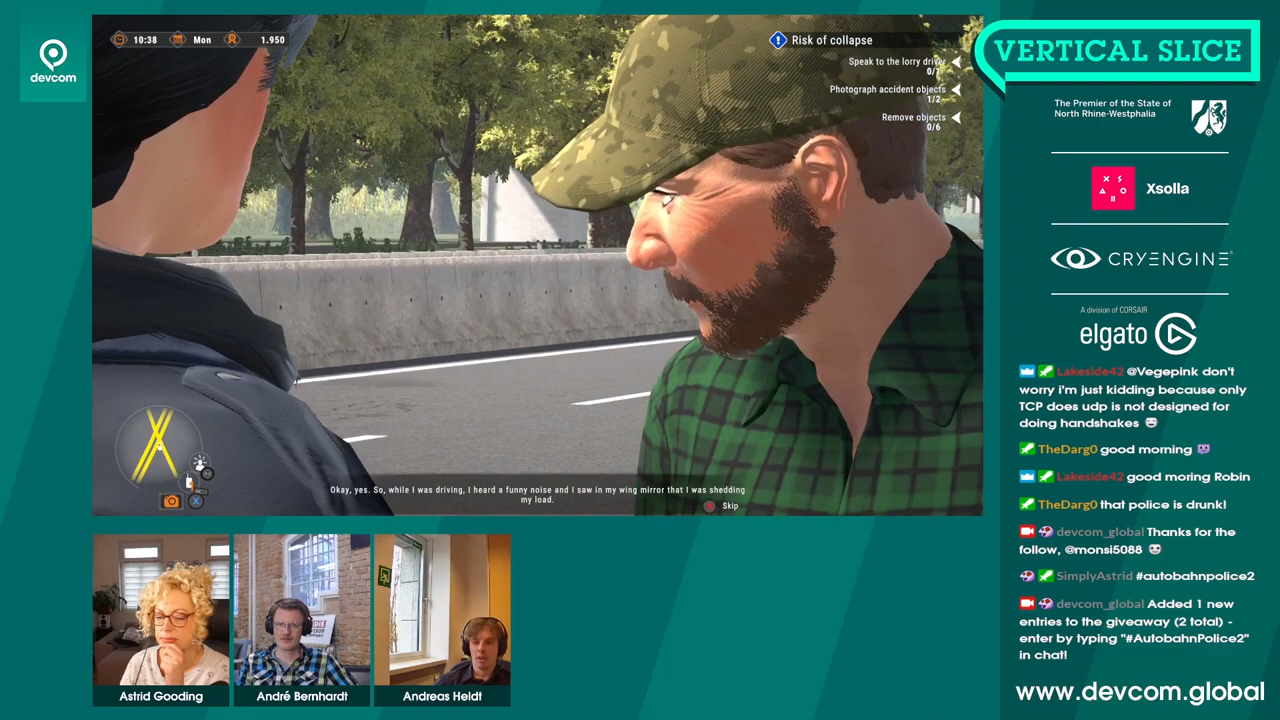 devcom
10:38
Mon
1.950
Risk of collapse
Speak to the lorry driver
0/1
Photograph accident objects
1/2
Remove objects
0/6
Okay, yes. So, while I was driving, I heard a funny noise and I saw in my wing mirror that I was shedding
my load.
Skip
Astrid Gooding
André Bernhardt
Andreas Heldt
VERTICAL SLICE
The Premier of the State of
North Rhine-Westphalia
Xsolla
CRYENGINE®
A division of CORSAIR
elgato
Lakeside42 @Vegepink don't
worry i'm just kidding because only
TCP does udp is not designed for
doing handshakes
TheDarg0 good morning
Lakeside42 good moring Robin
TheDarg0 that police is drunk!
devcom_global Thanks for the
follow, @monsi5088
SimplyAstrid #autobahnpolice2
devcom_global Added 1 new
entries to the giveaway (2 total) -
enter by typing "#AutobahnPolice2"
in chat!
www.devcom.global